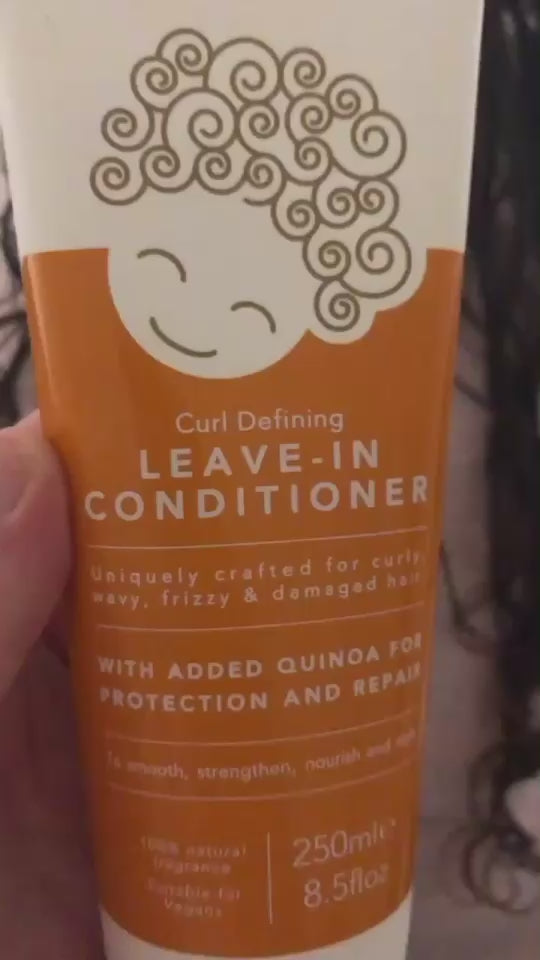 Curl Defining
LEAVE-IN
CONDITIONER
Uniquely crafted for curly,
wavy, frizzy & damaged hair
WITH ADDED QUINOA FOR
PROTECTION AND REPAIR
To smooth, strengthen, nourish and
100% natural
fragrance
Suitable for
Vegans
250ml℮
8.5floz